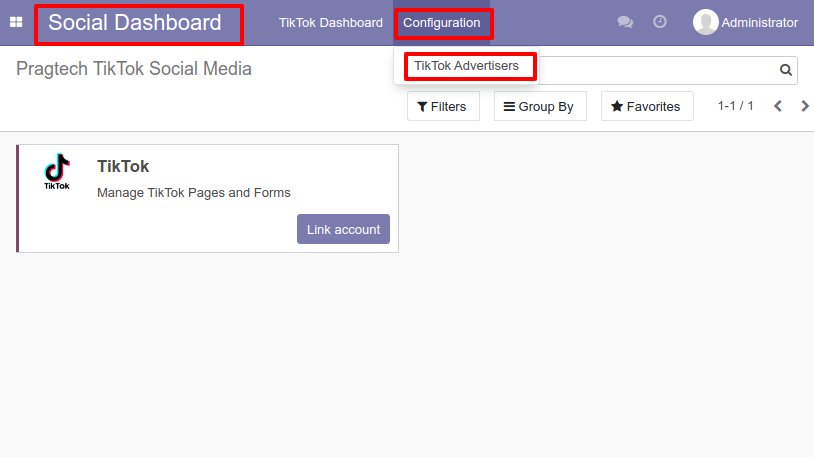 Social Dashboard TikTok Dashboard Configuration Administrator
Pragtech TikTok Social Media TikTok Advertisers
Filters Group By Favorites 1-1 / 1
TikTok
Manage TikTok Pages and Forms
TikTok
Link account